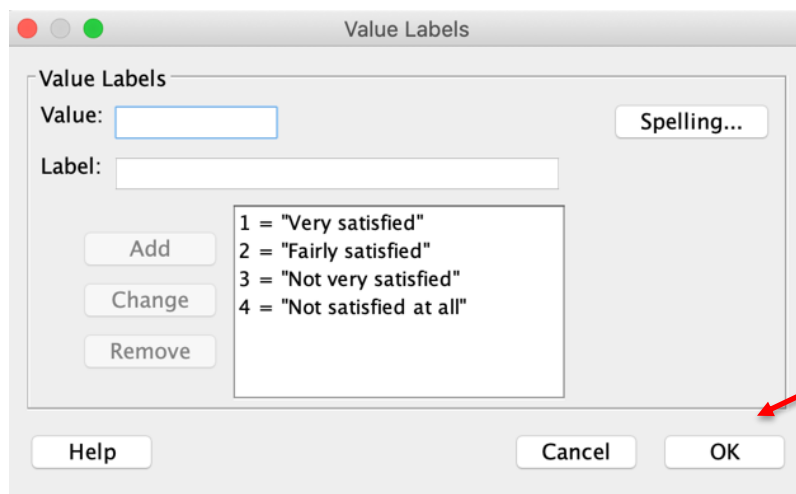 Value Labels
Value Labels
Value:
Spelling...
Label:
Add
Change
Remove
1 = "Very satisfied"
2 = "Fairly satisfied"
3 = "Not very satisfied"
4 = "Not satisfied at all"
Help
Cancel
OK